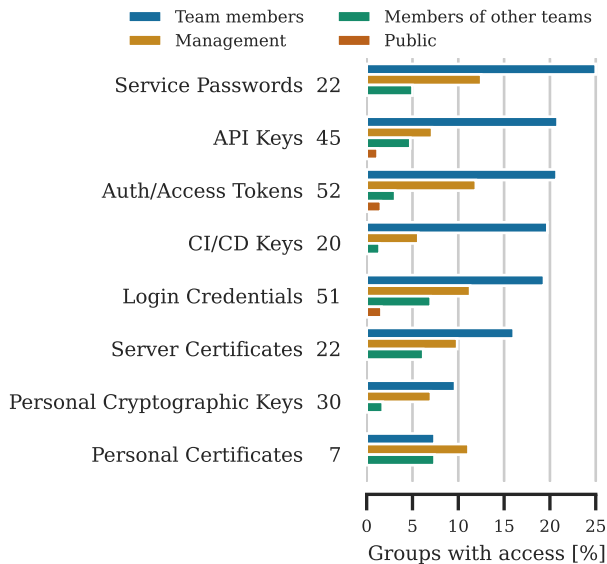 Team members
Members of other teams
Management
Public
Service Passwords 22
API Keys 45
Auth/Access Tokens 52
CI/CD Keys 20
Login Credentials 51
Server Certificates 22
Personal Cryptographic Keys 30
Personal Certificates 7
0 5 10 15 20 25
Groups with access [%]